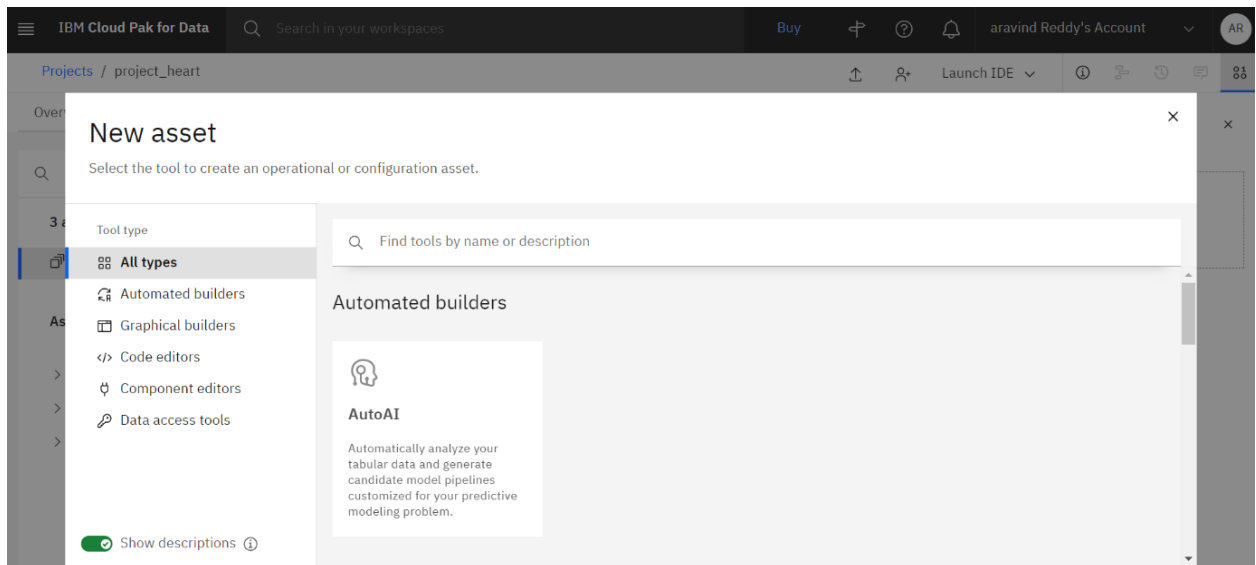 IBM Cloud Pak for Data
Search in your workspaces
Buy
aravind Reddy's Account
AR
Projects / project_heart
Launch IDE
Over
New asset
Select the tool to create an operational or configuration asset.
3 a
Tool type
All types
Automated builders
Graphical builders
Code editors
Component editors
Data access tools
Show descriptions
As
Find tools by name or description
Automated builders
AutoAI
Automatically analyze your
tabular data and generate
candidate model pipelines
customized for your predictive
modeling problem.